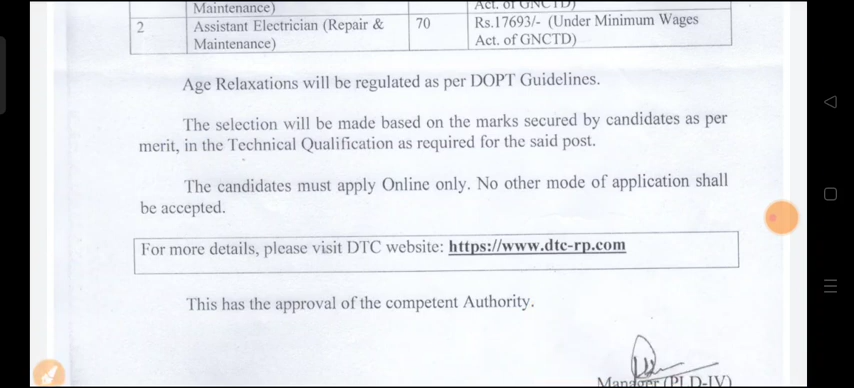 Maintenance)
Act. of GNCTD)
2
Assistant Electrician (Repair &
Maintenance)
70
Rs.17693/- (Under Minimum Wages
Act. of GNCTD)
Age Relaxations will be regulated as per DOPT Guidelines.
The selection will be made based on the marks secured by candidates as per
merit, in the Technical Qualification as required for the said post.
The candidates must apply Online only. No other mode of application shall
be accepted.
For more details, please visit DTC website: https://www.dtc-rp.com
This has the approval of the competent Authority.
Manager (PLD-IV)